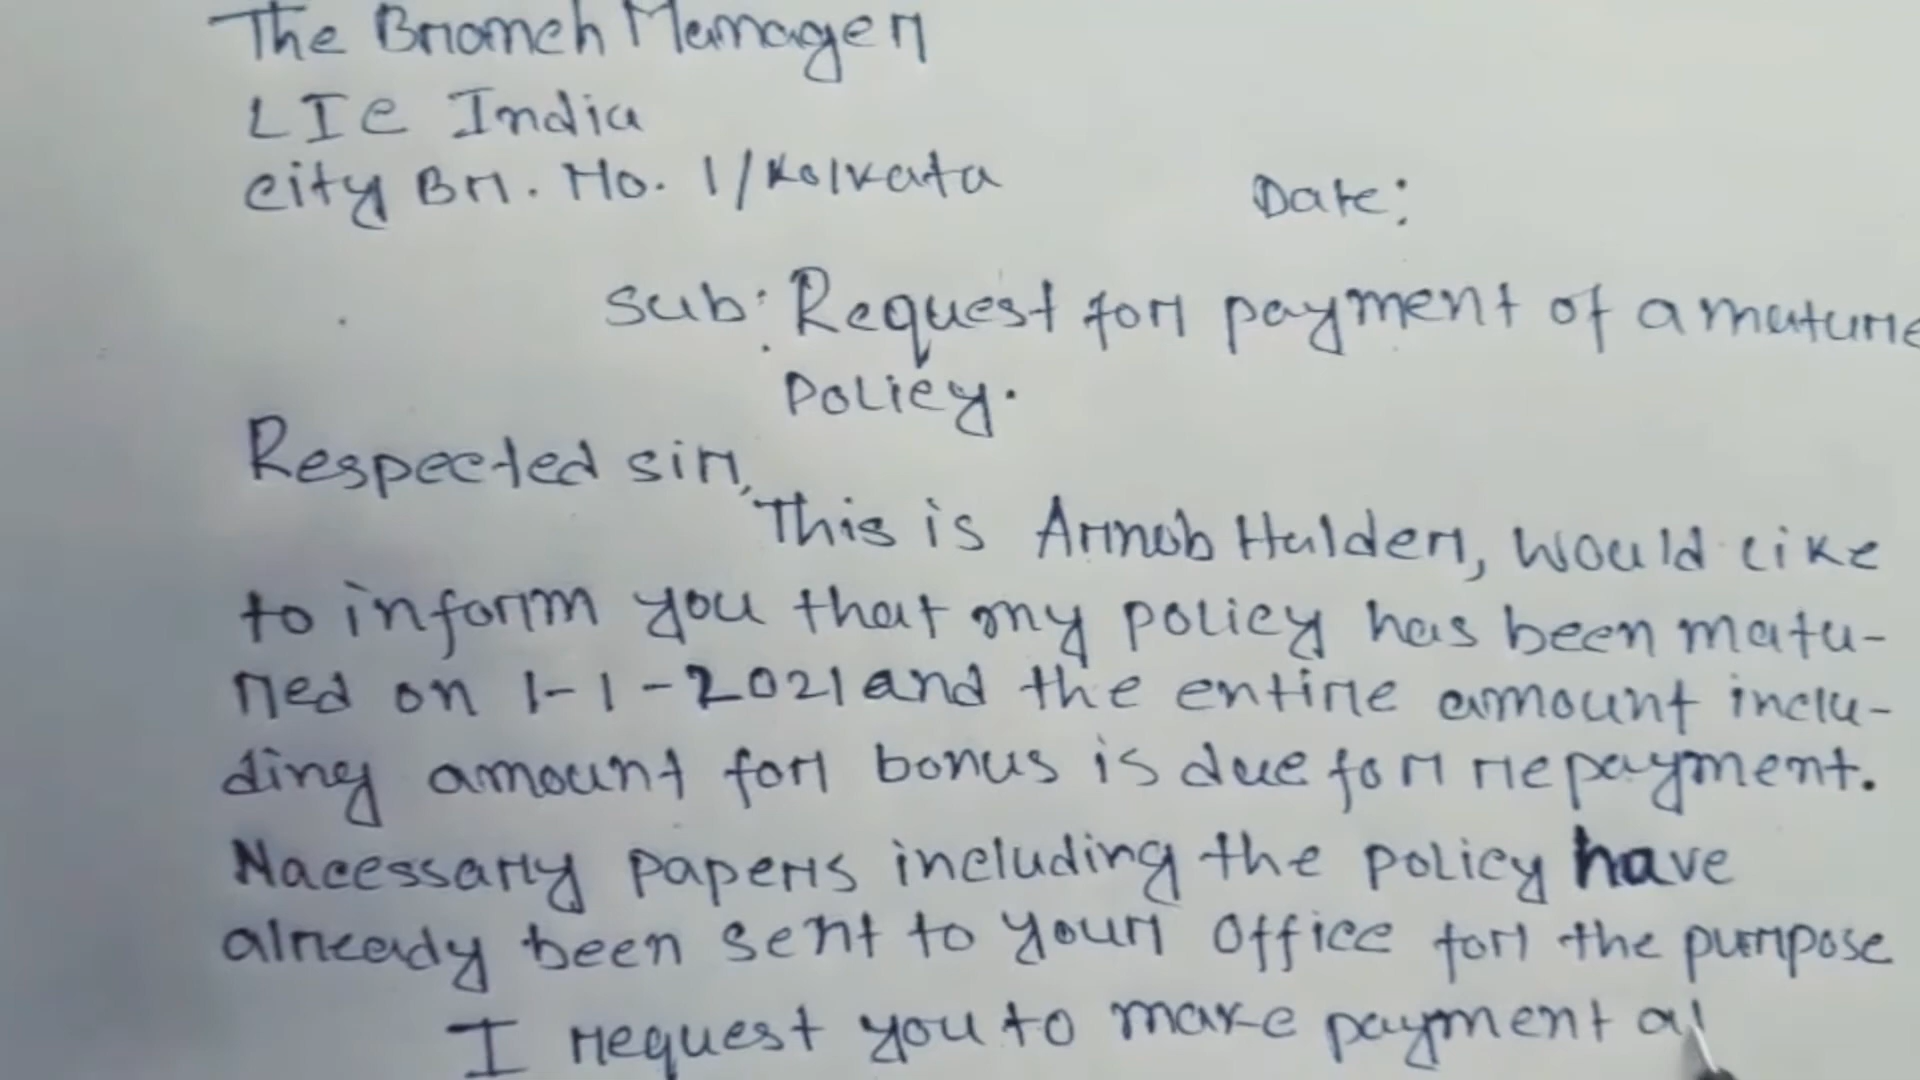 The Branch Manager
LIC India
City Br. No. 1/Kolkata
Date:
Sub: Request for payment of a mature
Policy.
Respected sir,
This is Arnab Halder, would like
to inform you that my policy has been matu-
red on 1-1-2021 and the entire amount inclu-
ding amount for bonus is due for repayment.
Nacessary papers including the policy have
already been sent to your office for the purpose
I request you to make payment